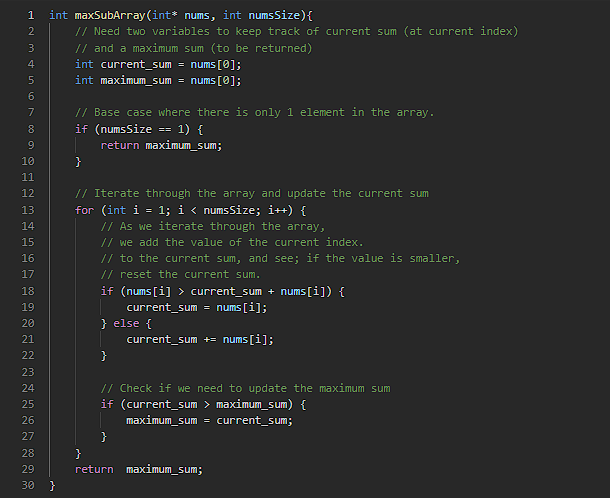 1 int maxSubArray(int* nums, int numsSize){
2     // Need two variables to keep track of current sum (at current index)
3     // and a maximum sum (to be returned)
4     int current_sum = nums[0];
5     int maximum_sum = nums[0];
6
7     // Base case where there is only 1 element in the array.
8     if (numsSize == 1) {
9         return maximum_sum;
10     }
11
12     // Iterate through the array and update the current sum
13     for (int i = 1; i < numsSize; i++) {
14         // As we iterate through the array,
15         // we add the value of the current index.
16         // to the current sum, and see; if the value is smaller,
17         // reset the current sum.
18         if (nums[i] > current_sum + nums[i]) {
19             current_sum = nums[i];
20         } else {
21             current_sum += nums[i];
22         }
23
24         // Check if we need to update the maximum sum
25         if (current_sum > maximum_sum) {
26             maximum_sum = current_sum;
27         }
28     }
29     return  maximum_sum;
30 }